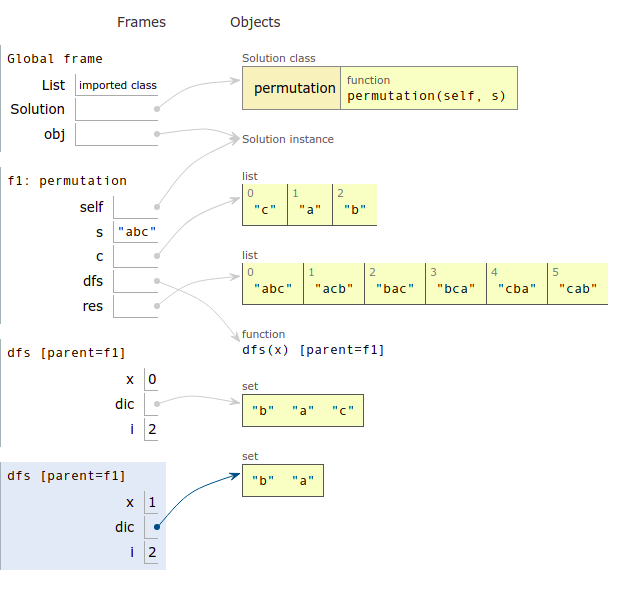 Frames Objects
Global frame
List imported class
Solution
obj
Solution class
permutation
function
permutation(self, s)
Solution instance
f1: permutation
self
s "abc"
c
dfs
res
list
0 1 2
"c" "a" "b"
list
0 1 2 3 4 5
"abc" "acb" "bac" "bca" "cba" "cab"
function
dfs(x) [parent=f1]
dfs [parent=f1]
x 0
dic
i 2
set
"b" "a" "c"
dfs [parent=f1]
x 1
dic
i 2
set
"b" "a"